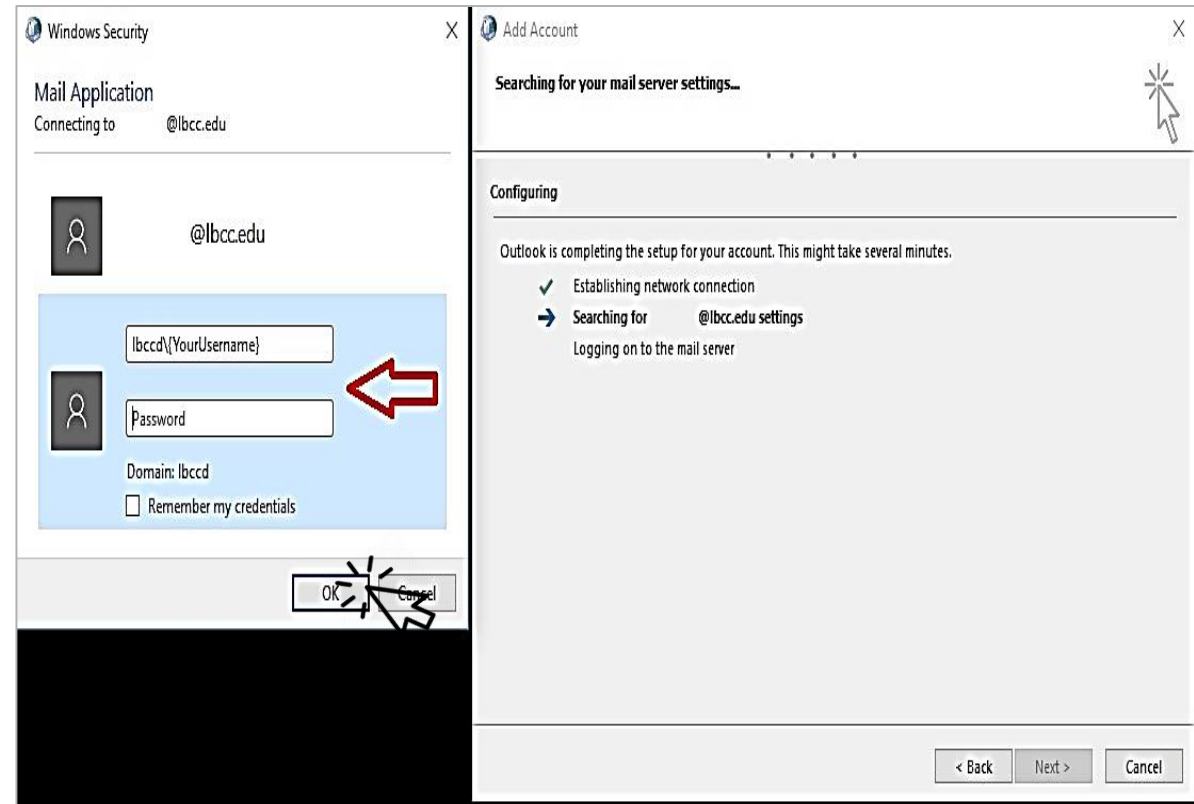 Windows Security
X
Mail Application
Connecting to @lbcc.edu
@lbcc.edu
lbccd\{YourUsername}
Password
Domain: lbccd
Remember my credentials
OK
Cancel
Add Account
X
Searching for your mail server settings...
Configuring
Outlook is completing the setup for your account. This might take several minutes.
Establishing network connection
Searching for @lbcc.edu settings
Logging on to the mail server
< Back
Next >
Cancel